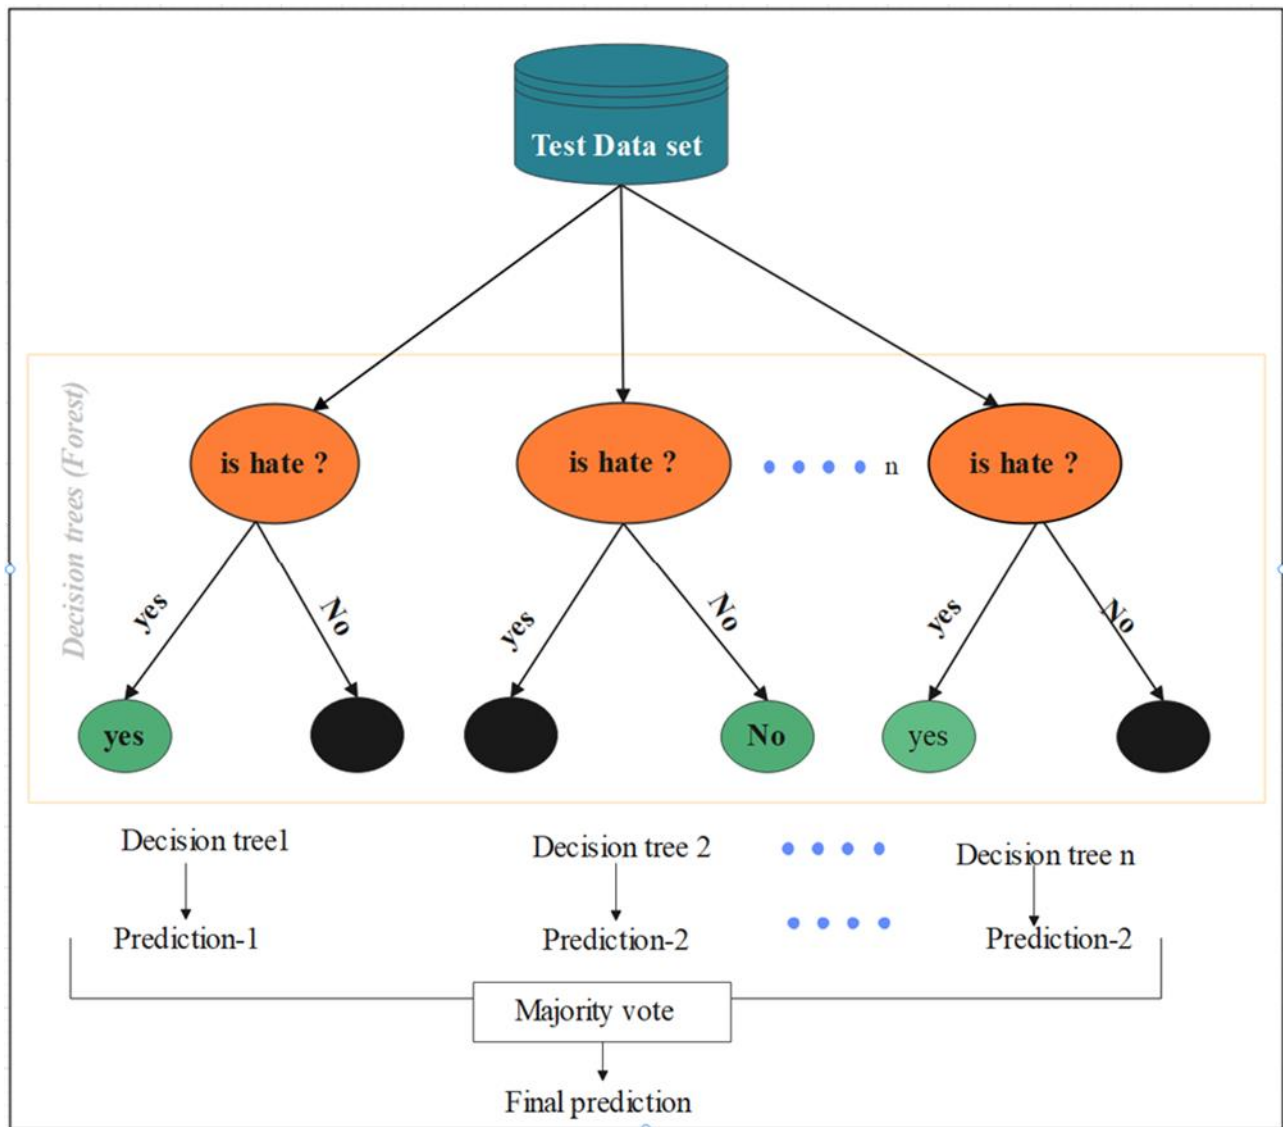 Test Data set
Decision trees (Forest)
is hate ?
is hate ?
n
is hate ?
yes
No
yes
No
yes
No
yes
No
yes
Decision tree1
Decision tree 2
Decision tree n
Prediction-1
Prediction-2
Prediction-2
Majority vote
Final prediction